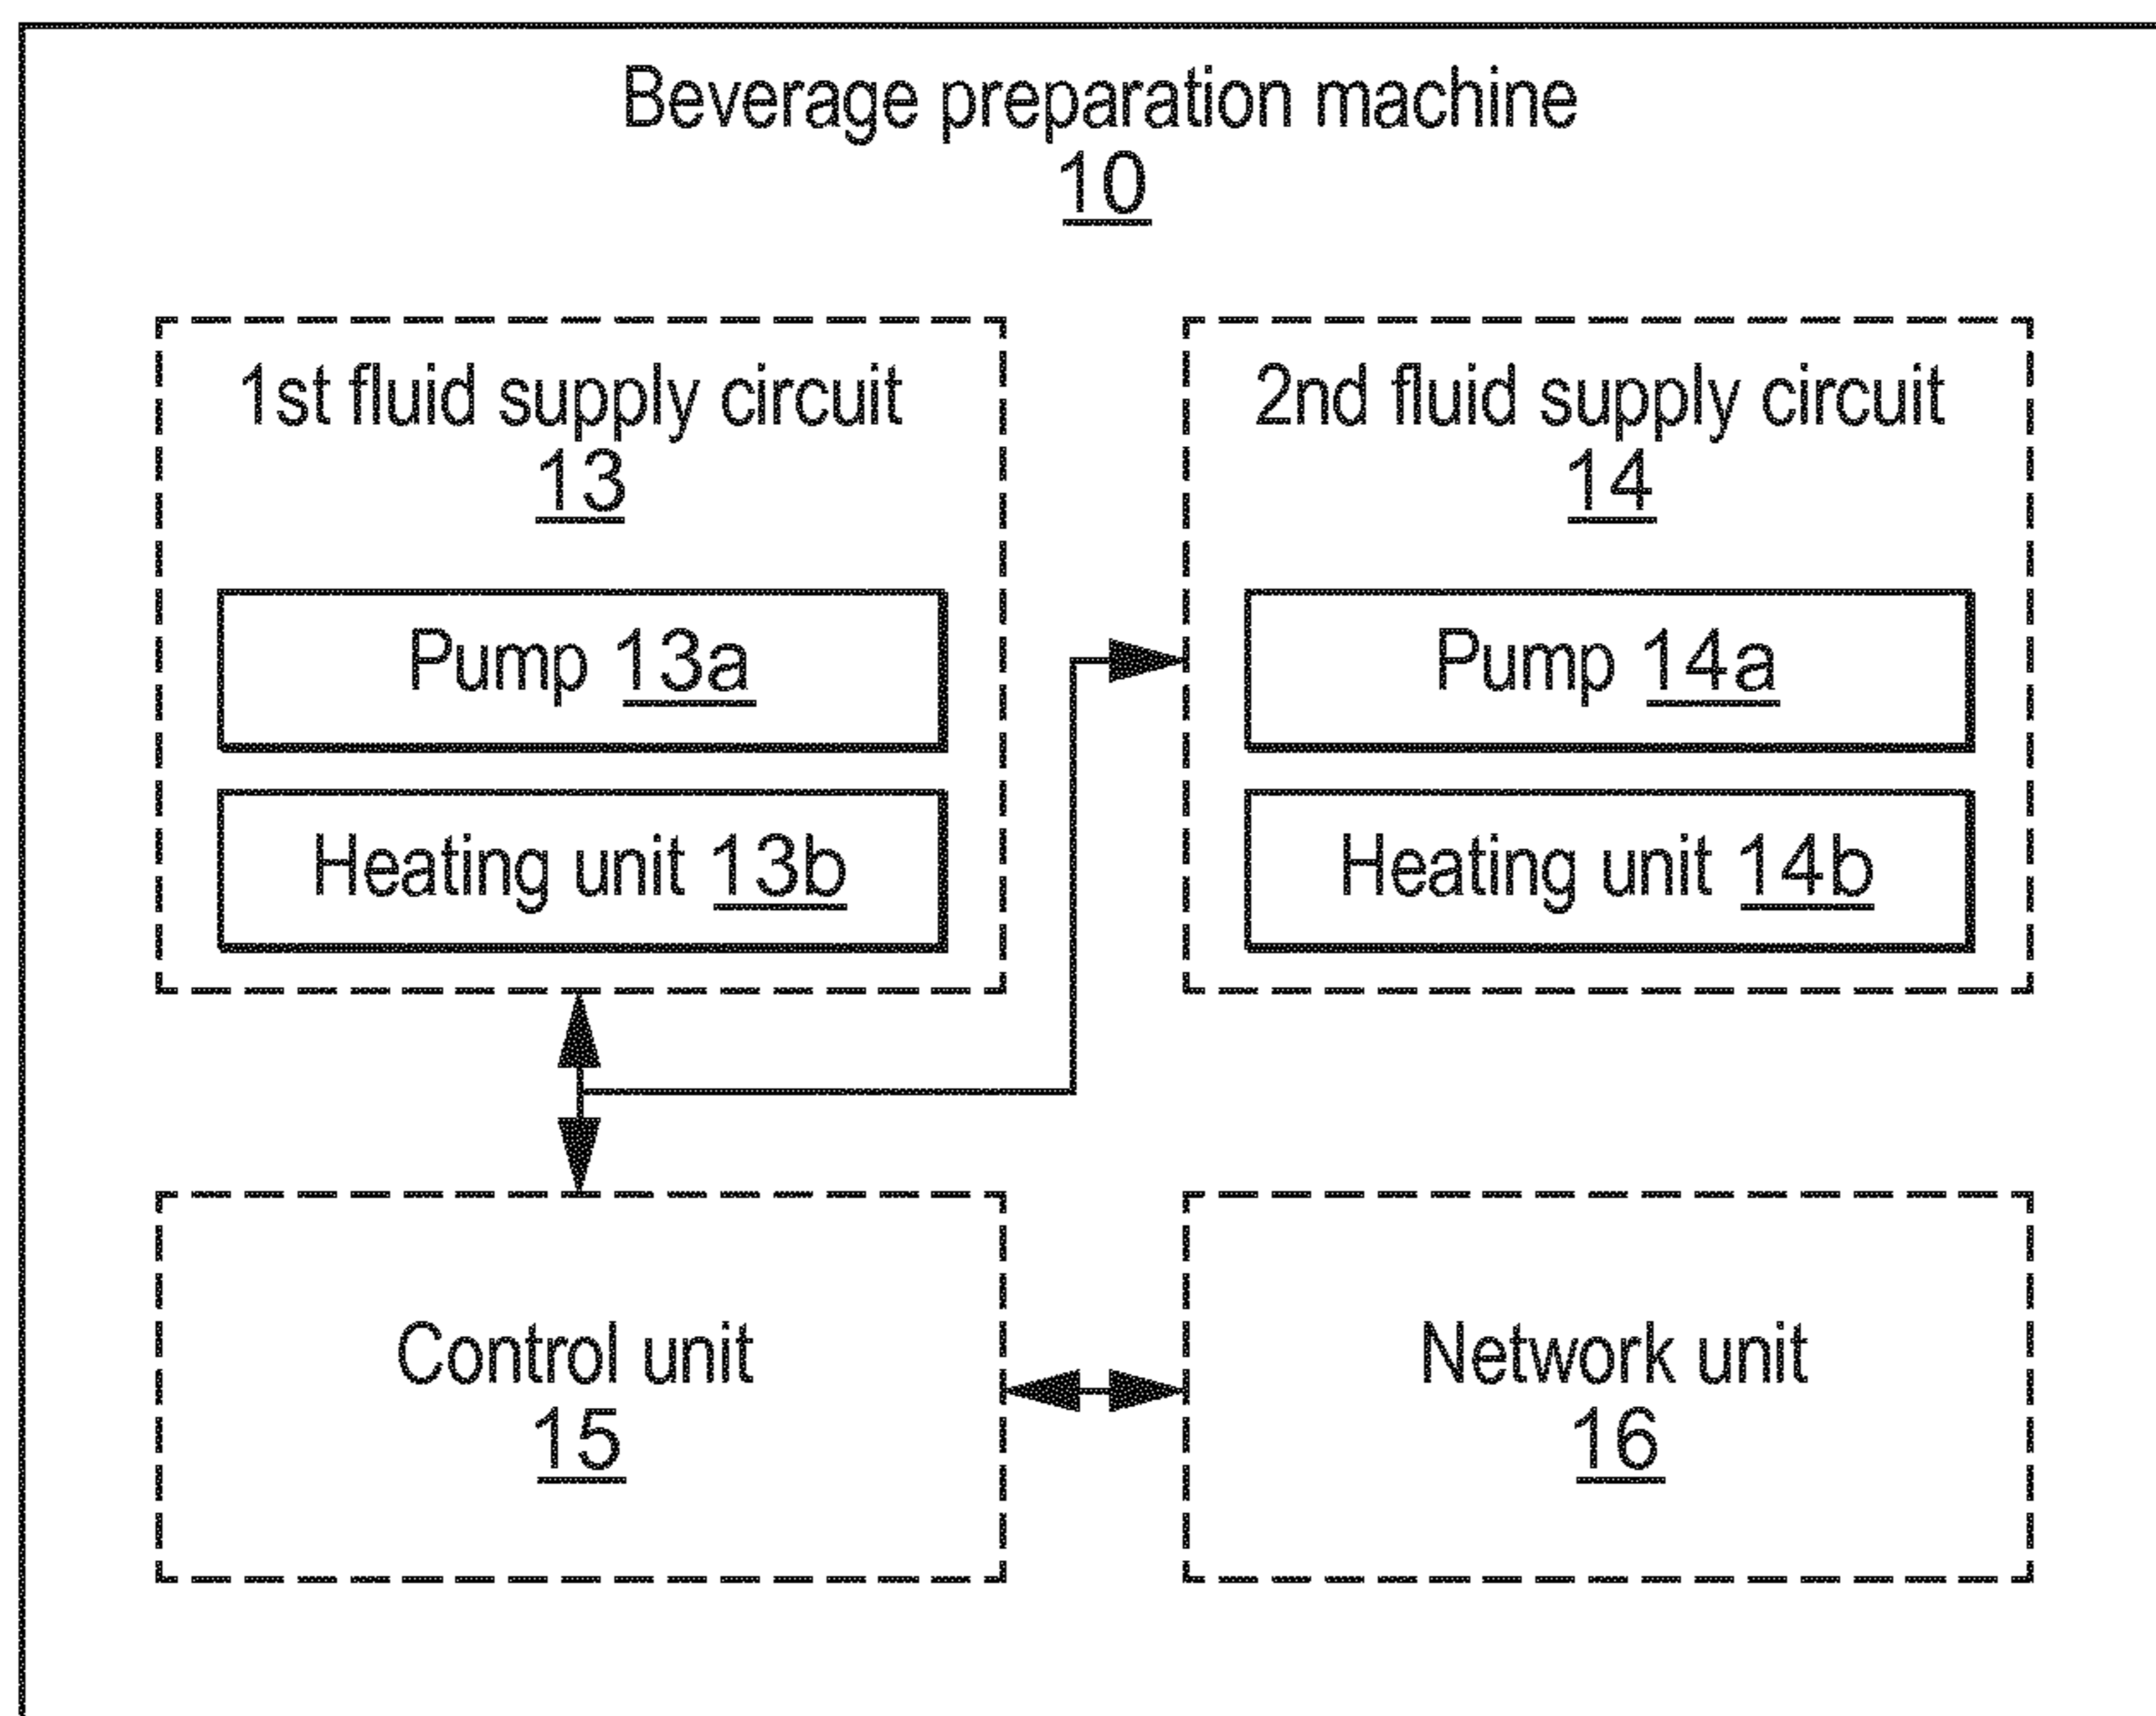 Beverage preparation machine
10
1st fluid supply circuit
13
Pump 13a
Heating unit 13b
2nd fluid supply circuit
14
Pump 14a
Heating unit 14b
Control unit
15
Network unit
16